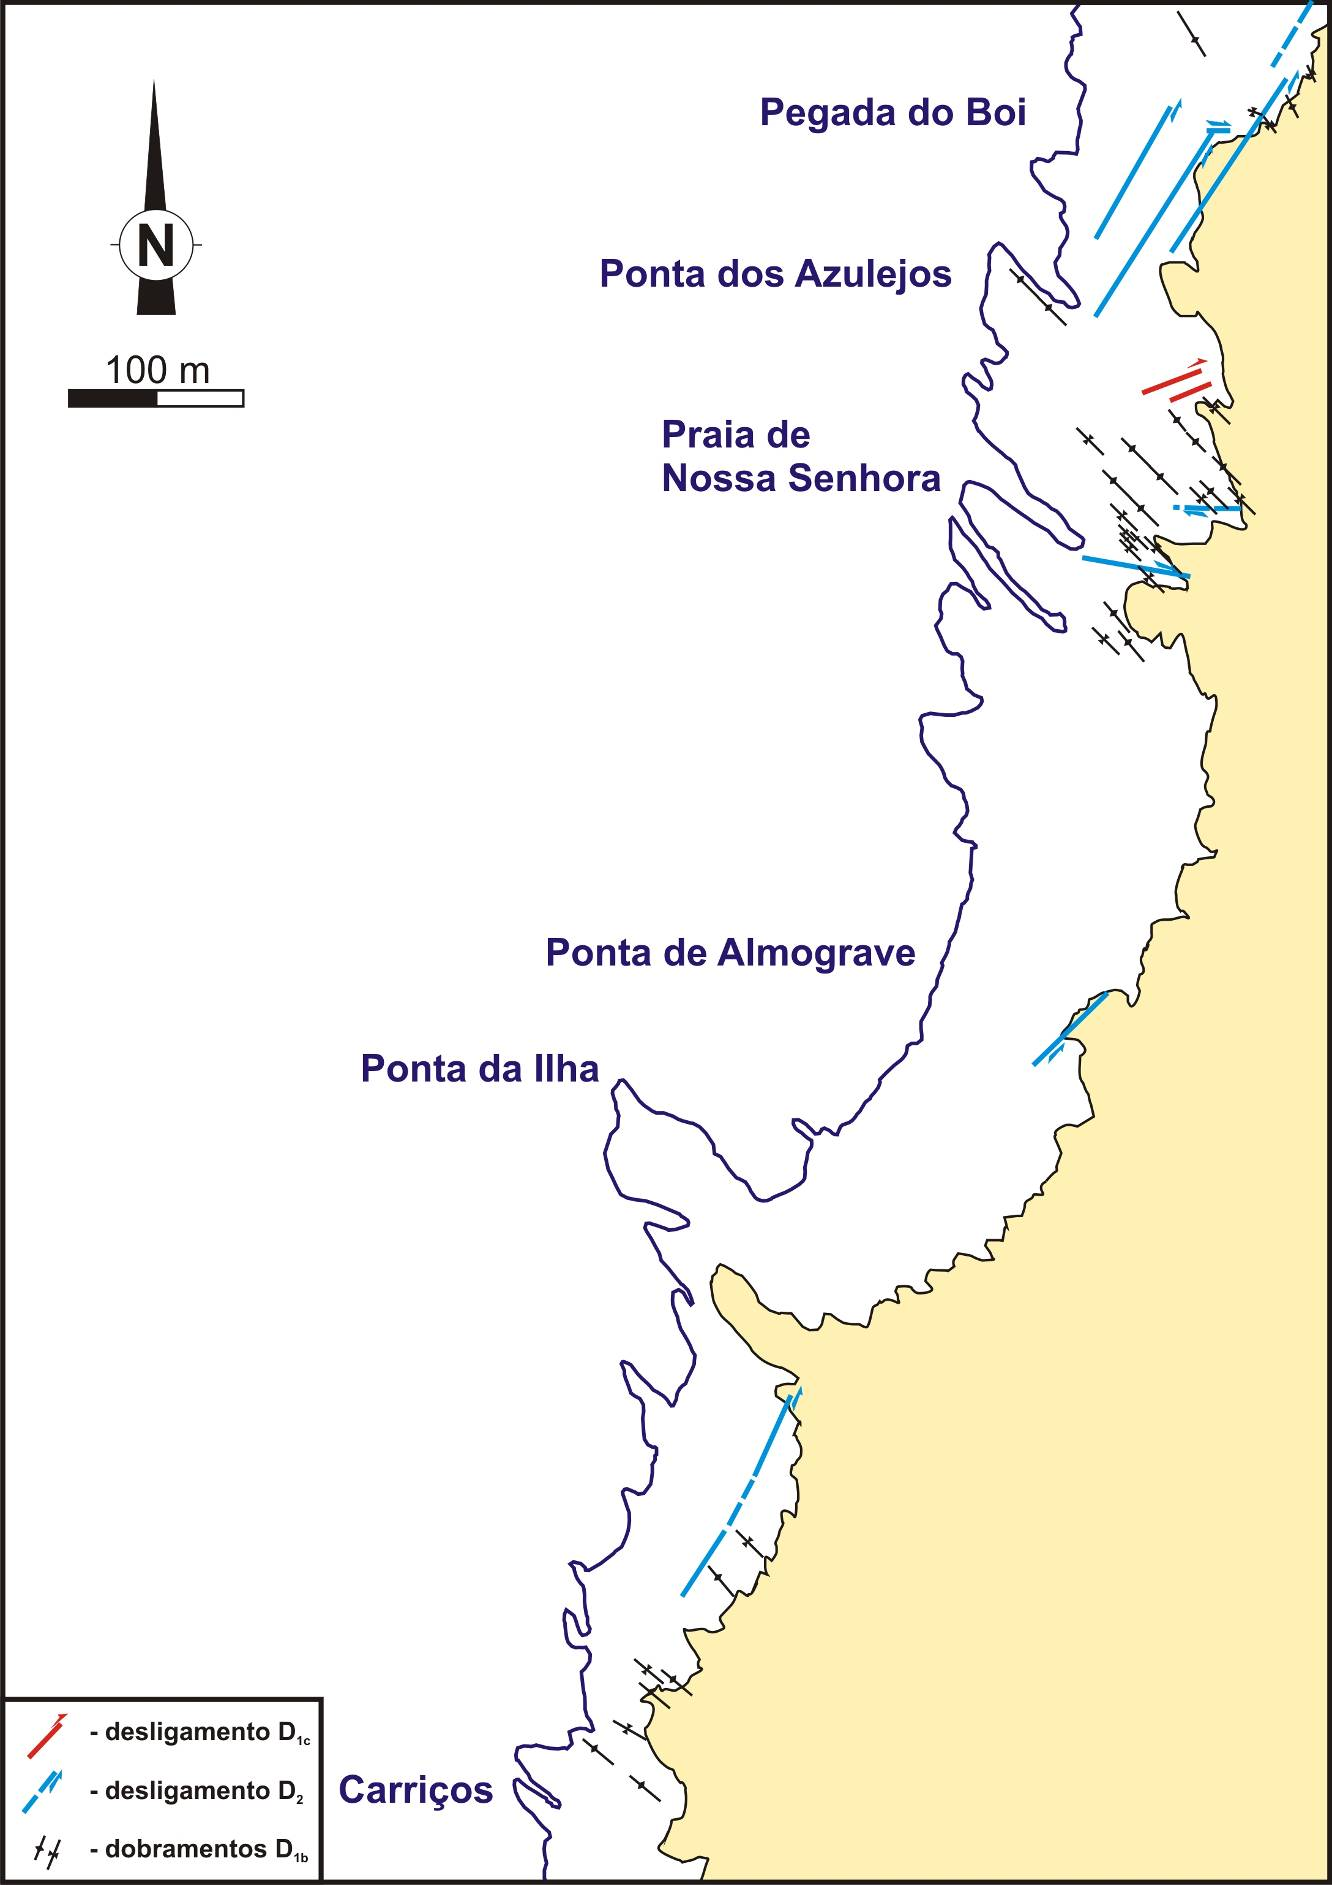 Pegada do Boi
N
Ponta dos Azulejos
100 m
Praia de
Nossa Senhora
Ponta de Almograve
Ponta da Ilha
- desligamento D1c
- desligamento D2
Carriços
- dobramentos D1b